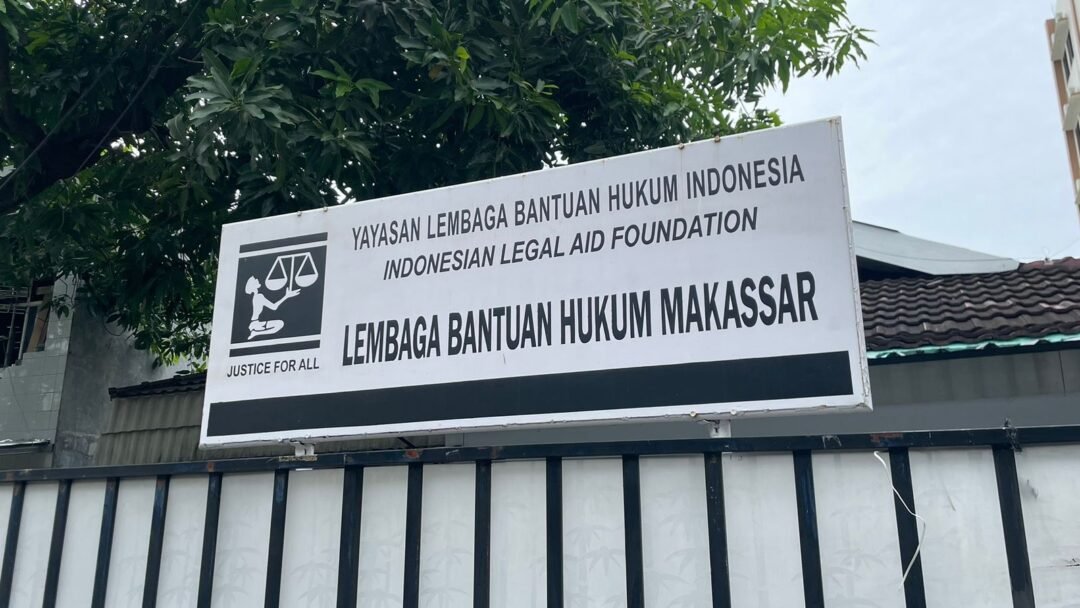 YAYASAN LEMBAGA BANTUAN HUKUM INDONESIA
INDONESIAN LEGAL AID FOUNDATION
LEMBAGA BANTUAN HUKUM MAKASSAR
JUSTICE FOR ALL